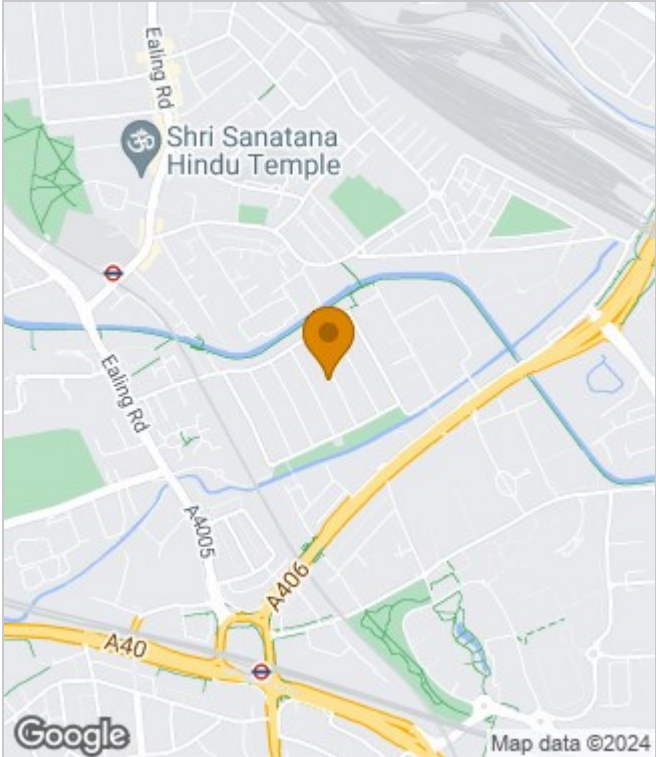 Ealing Rd
Shri Sanatana
Hindu Temple
Ealing Rd
A4005
A406
A40
Google
Map data ©2024